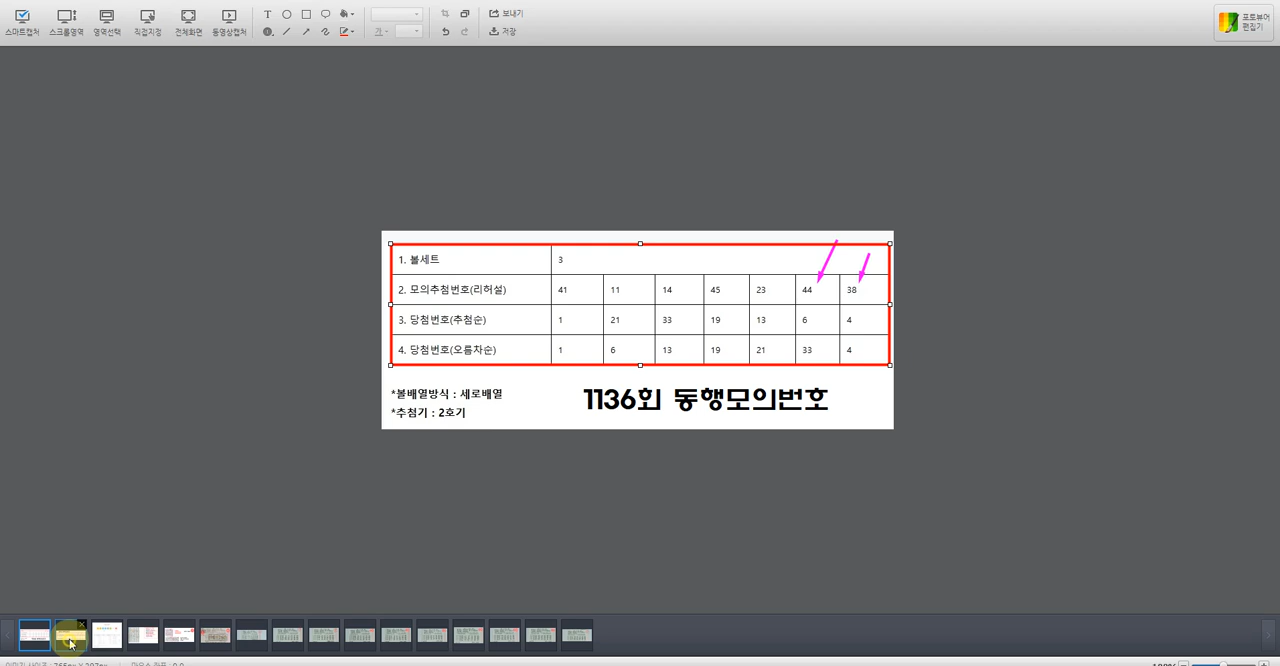 T 보내기
스마트캡처 스크롤영역 영역선택 직접지정 전체화면 동영상캡처 가 저장
포토뷰어
편집기
1. 볼세트 3
2. 모의추첨번호(리허설) 41 11 14 45 23 44 38
3. 당첨번호(추첨순) 1 21 33 19 13 6 4
4. 당첨번호(오름차순) 1 6 13 19 21 33 4
*볼배열방식 : 세로배열
*추첨기 : 2호기
1136회 동행모의번호